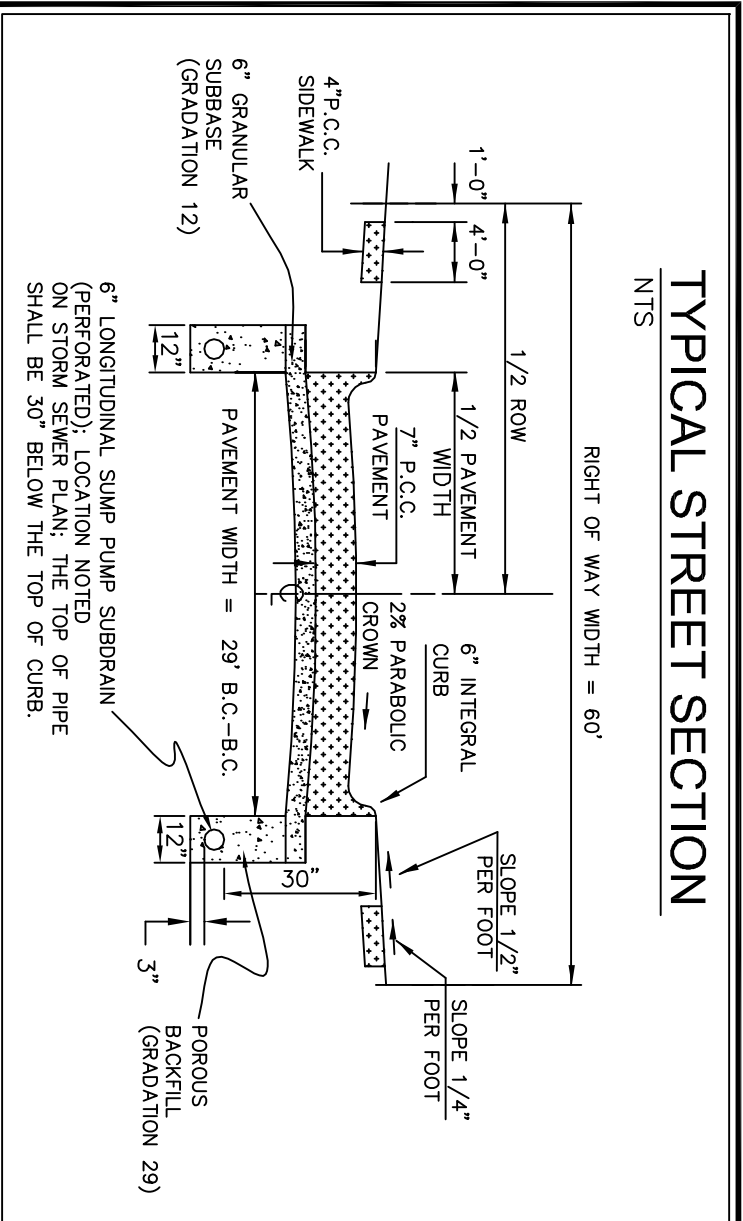 TYPICAL STREET SECTION
NTS
RIGHT OF WAY WIDTH = 60'
1/2 ROW
1'-0"
4'-0"
1/2 PAVEMENT
WIDTH
4"P.C.C.
SIDEWALK
7" P.C.C.
PAVEMENT
2% PARABOLIC
CROWN
6" INTEGRAL
CURB
SLOPE 1/2"
PER FOOT
SLOPE 1/4"
PER FOOT
6" GRANULAR
SUBBASE
(GRADATION 12)
12"
PAVEMENT WIDTH = 29' B.C.-B.C.
12"
30"
3"
6" LONGITUDINAL SUMP PUMP SUBDRAIN
(PERFORATED); LOCATION NOTED
ON STORM SEWER PLAN; THE TOP OF PIPE
SHALL BE 30" BELOW THE TOP OF CURB.
POROUS
BACKFILL
(GRADATION 29)